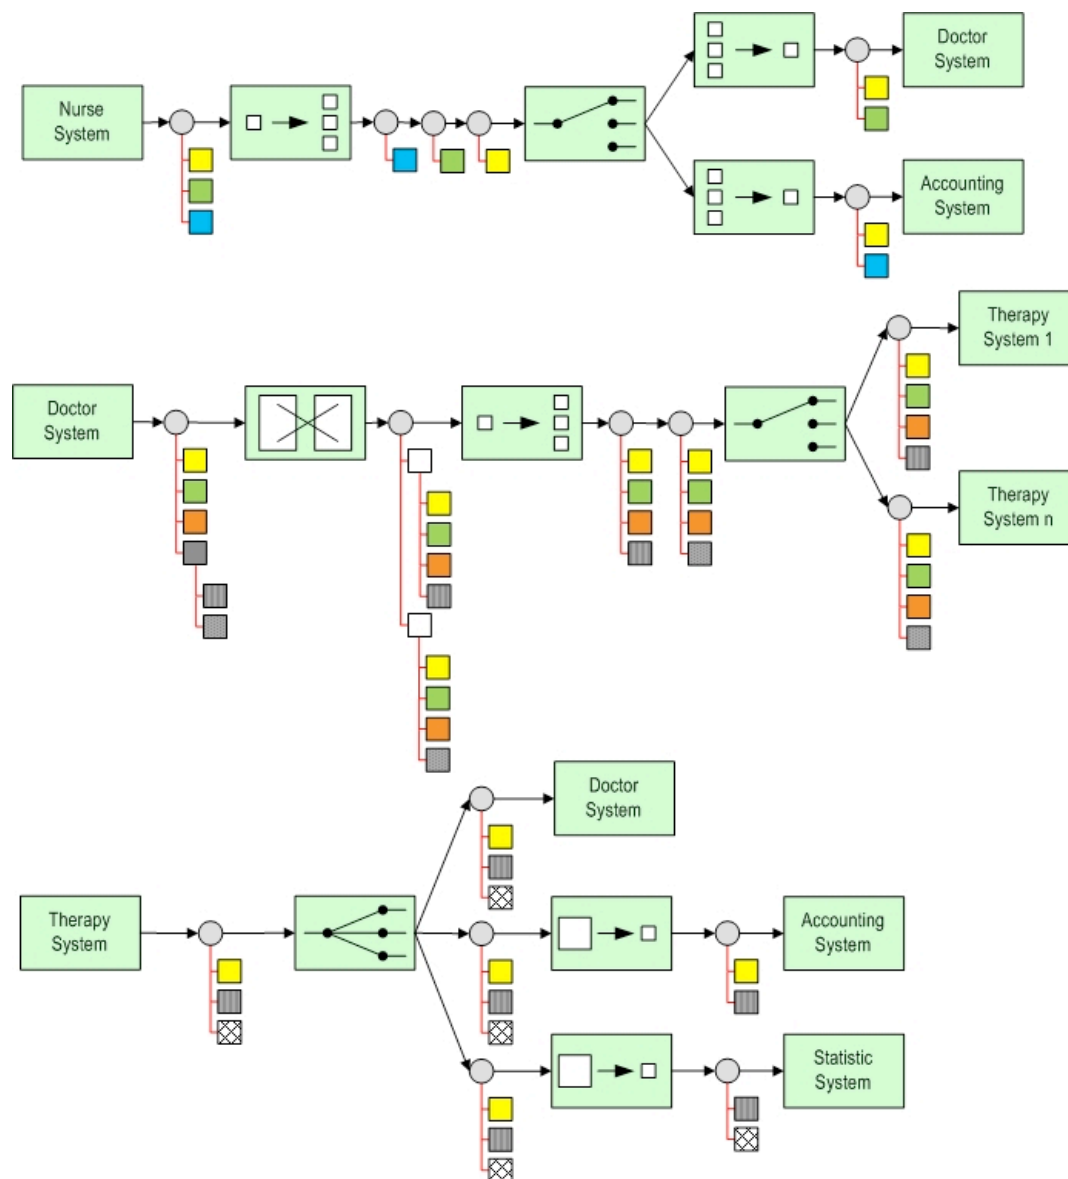 Doctor
System
Nurse
System
Accounting
System
Therapy
System 1
Doctor
System
Therapy
System n
Doctor
System
Therapy
System
Accounting
System
Statistic
System